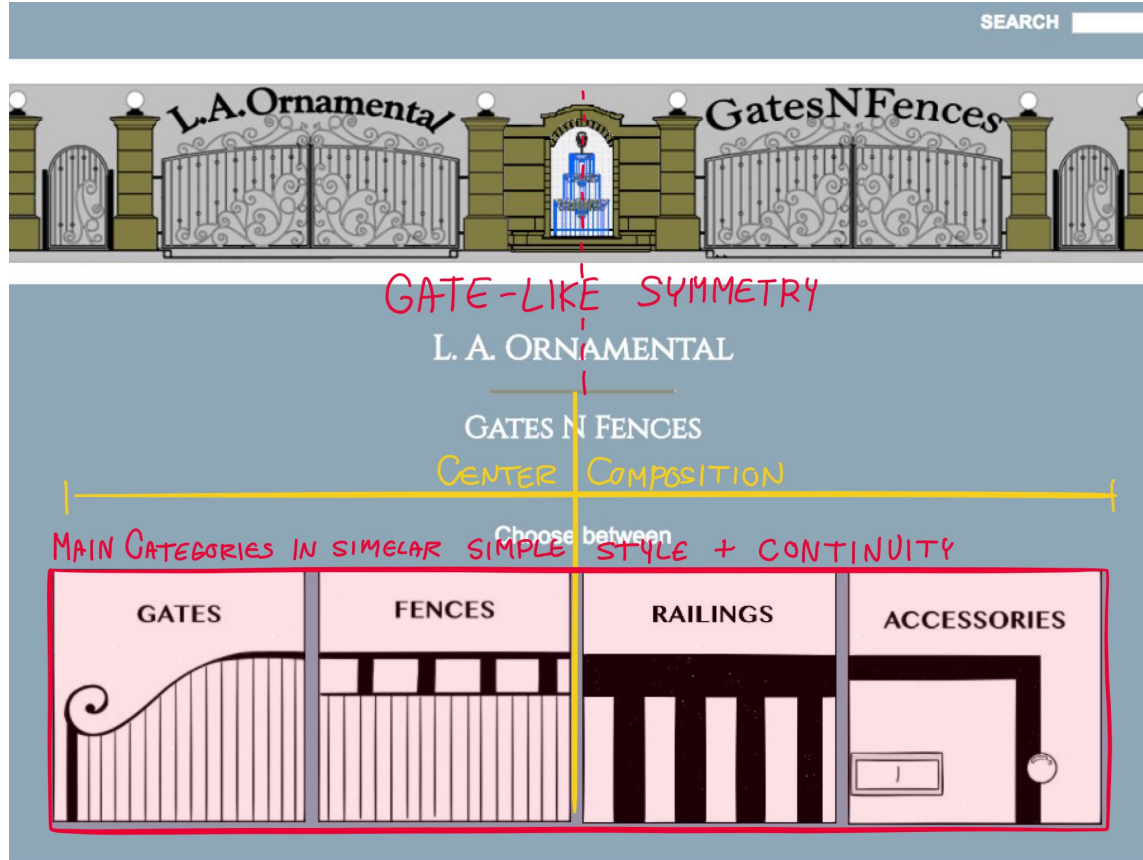 SEARCH
L.A.Ornamental GatesNFences
GATE-LIKE SYMMETRY
L. A. ORNAMENTAL
GATES N FENCES
CENTER COMPOSITION
Choose between
MAIN CATEGORIES IN SIMELAR SIMPLE STYLE + CONTINUITY
GATES FENCES RAILINGS ACCESSORIES